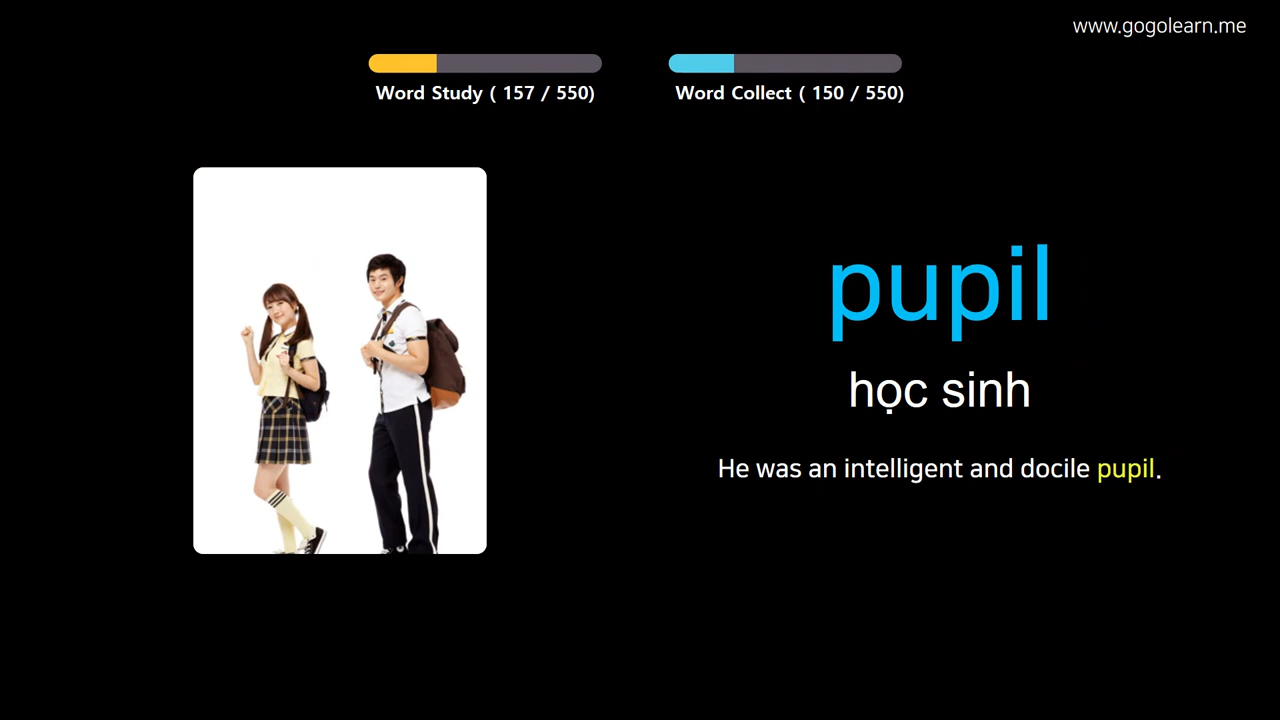 www.gogolearn.me
Word Study ( 157 / 550)
Word Collect ( 150 / 550)
pupil
học sinh
He was an intelligent and docile pupil.